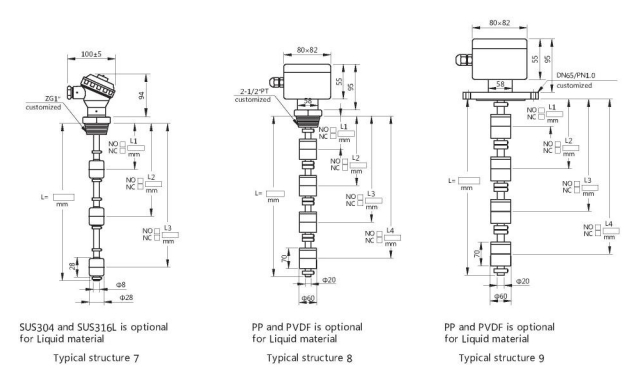 100±5
94
ZG1"
customized
NO
NC
L1
mm
NO
NC
L2
mm
L=
mm
NO
NC
L3
mm
28
Φ8
Φ28
SUS304 and SUS316L is optional
for Liquid material
Typical structure 7
80×82
55
95
58
2-1/2"PT
customized
NO
NC
L1
mm
NO
NC
L2
mm
L=
mm
NO
NC
L3
mm
NO
NC
L4
mm
70
Φ20
Φ60
PP and PVDF is optional
for Liquid material
Typical structure 8
80×82
55
95
58
DN65/PN1.0
customized
NO
NC
L1
mm
NO
NC
L2
mm
L=
mm
NO
NC
L3
mm
NO
NC
L4
mm
70
Φ20
Φ60
PP and PVDF is optional
for Liquid material
Typical structure 9